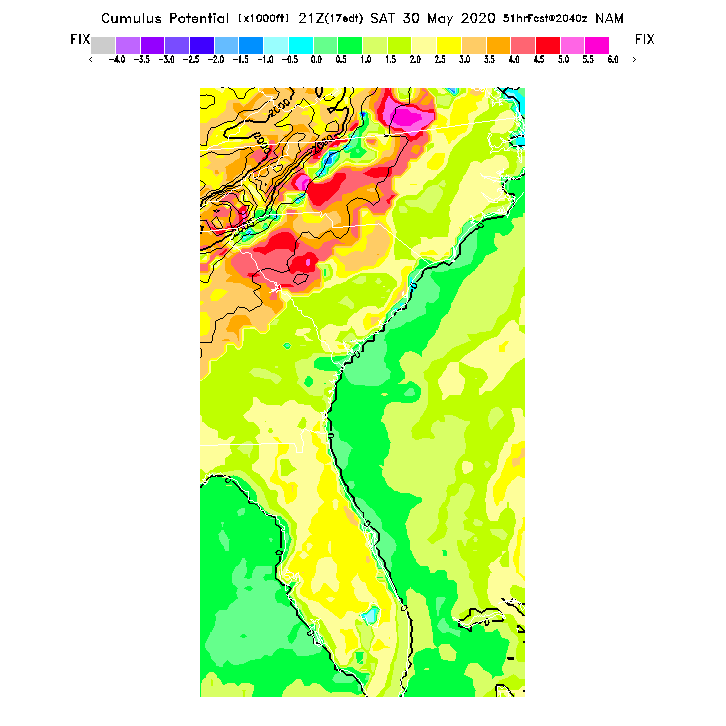 Cumulus Potential [x1000ft] 21Z(17edt) SAT 30 May 2020 51hrFcst@2040z NAM
FIX FIX
< -4.0 -3.5 -3.0 -2.5 -2.0 -1.5 -1.0 -0.5 0.0 0.5 1.0 1.5 2.0 2.5 3.0 3.5 4.0 4.5 5.0 5.5 6.0 >
2000
2000